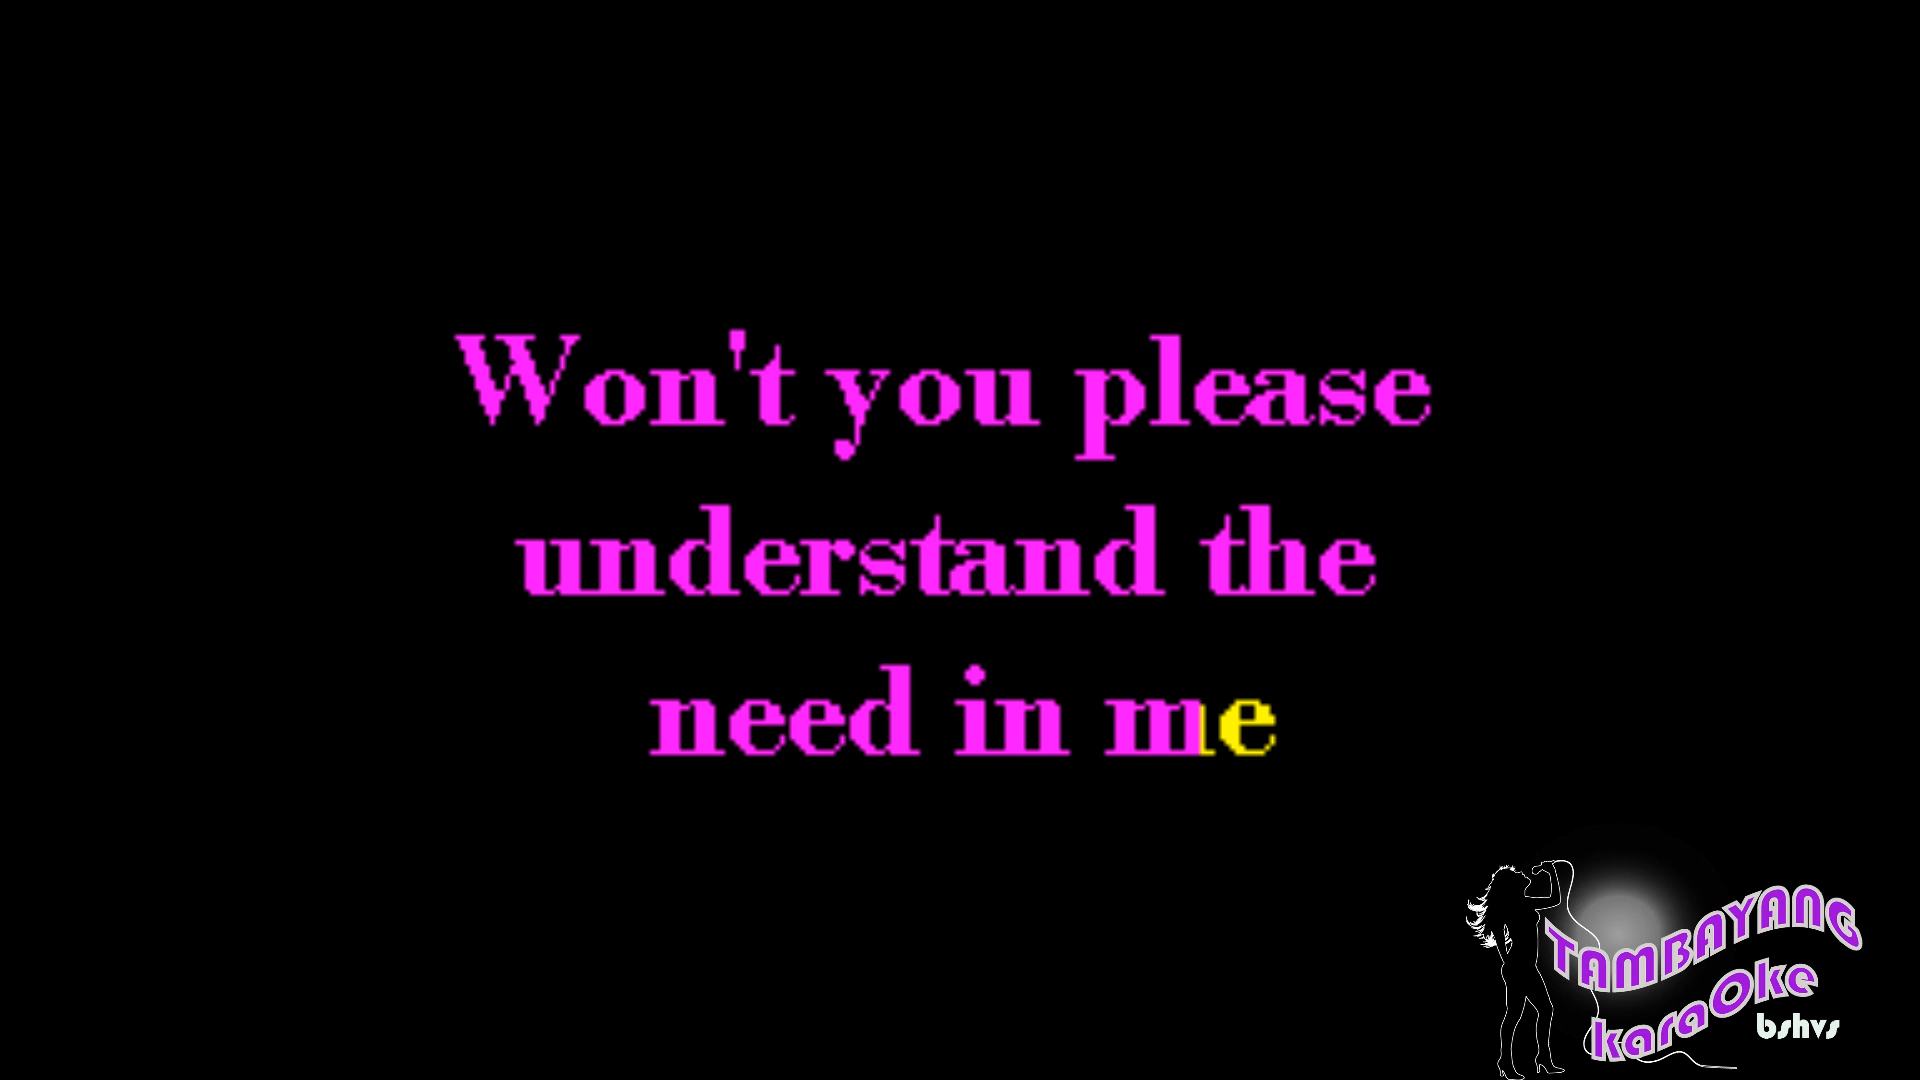 Won't you please
understand the
need in me
TAMBAYANG
karaOke
bshvs